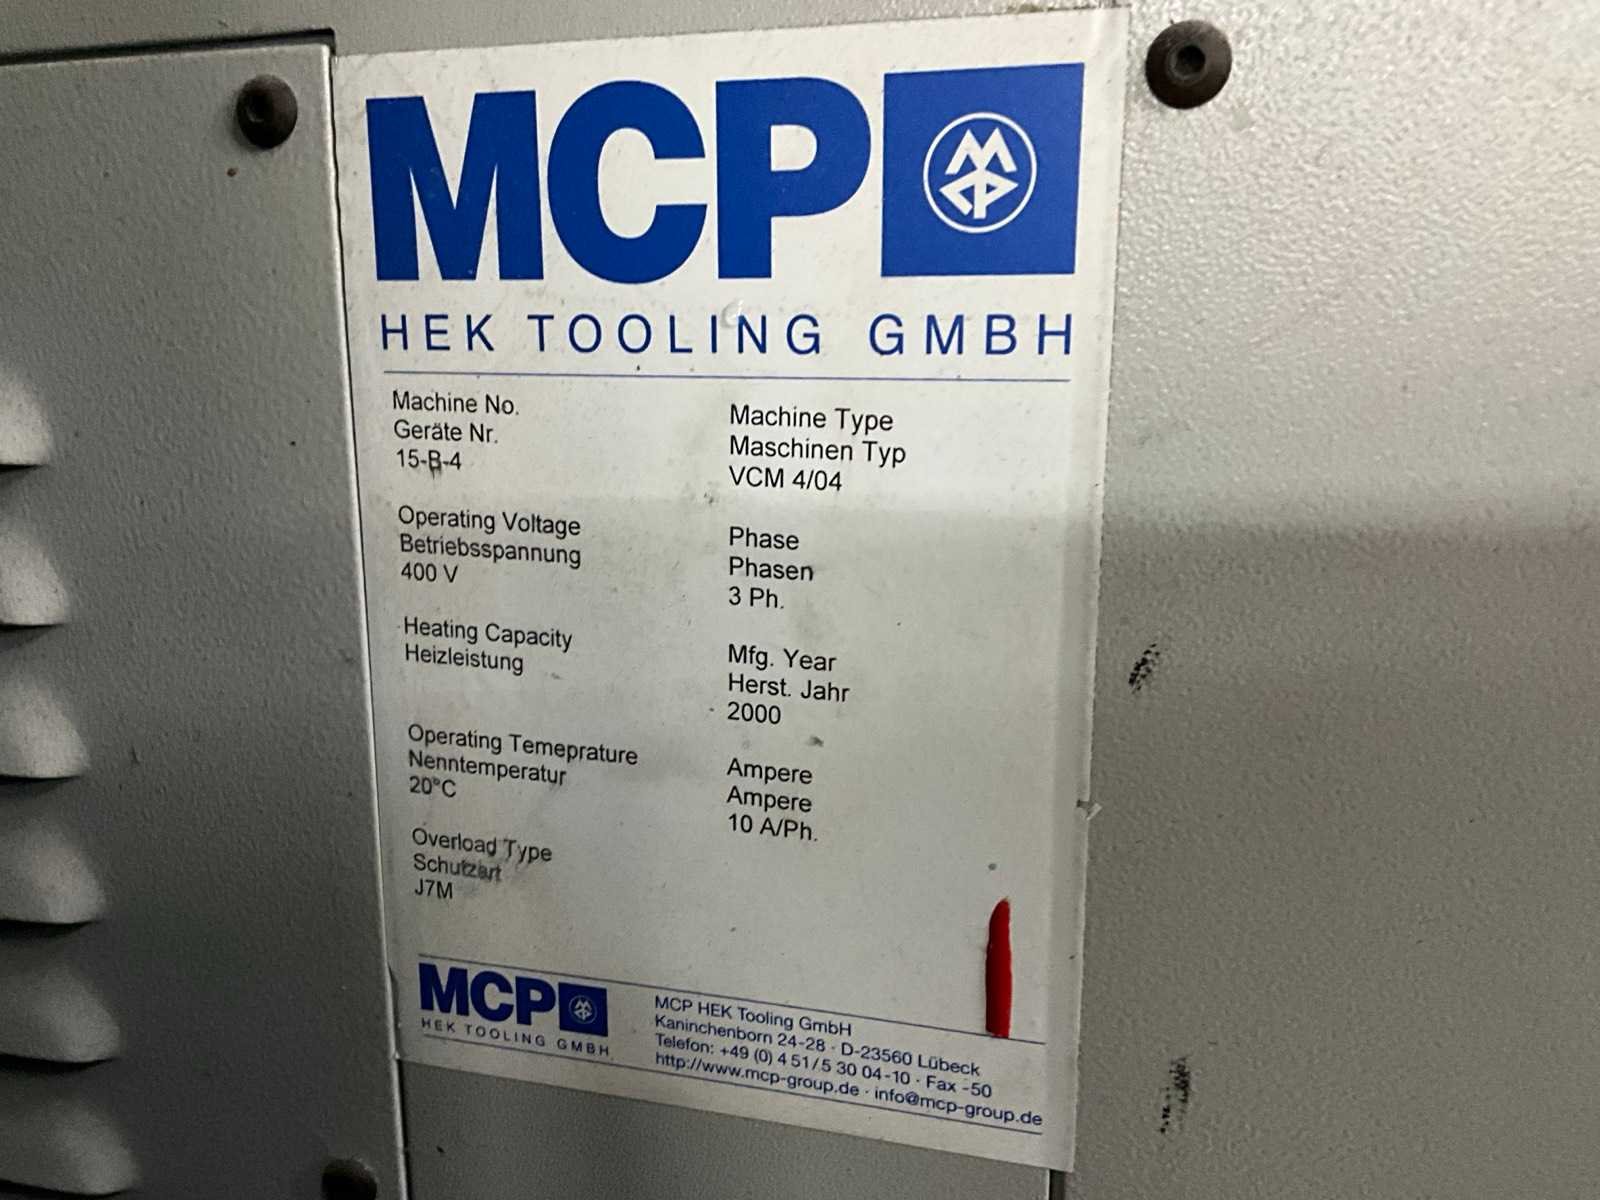 MCP
MCP
HEK TOOLING GMBH
Machine No.
Geräte Nr.
15-B-4
Machine Type
Maschinen Typ
VCM 4/04
Operating Voltage
Betriebsspannung
400 V
Phase
Phasen
3 Ph.
Heating Capacity
Heizleistung
Mfg. Year
Herst. Jahr
2000
Operating Temeprature
Nenntemperatur
20°C
Ampere
Ampere
10 A/Ph.
Overload Type
Schutzart
J7M
MCP
MCP
HEK TOOLING GMBH
MCP HEK Tooling GmbH
Kaninchenborn 24-28 · D-23560 Lübeck
Telefon: +49 (0) 4 51/5 30 04-10 · Fax -50
http://www.mcp-group.de · info@mcp-group.de